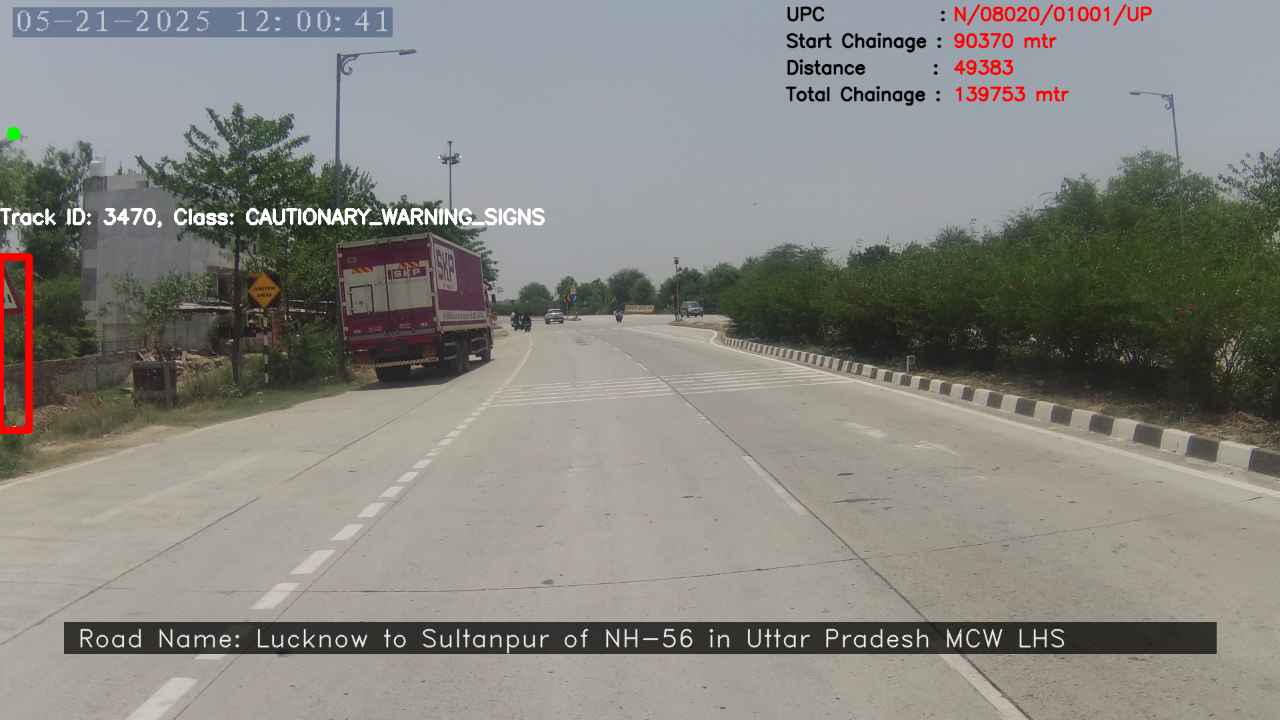 05-21-2025 12:00:41
UPC : N/08020/01001/UP
Start Chainage : 90370 mtr
Distance : 49383
Total Chainage : 139753 mtr
Track ID: 3470, Class: CAUTIONARY_WARNING_SIGNS
SKP
SKP
Road Name: Lucknow to Sultanpur of NH-56 in Uttar Pradesh MCW LHS